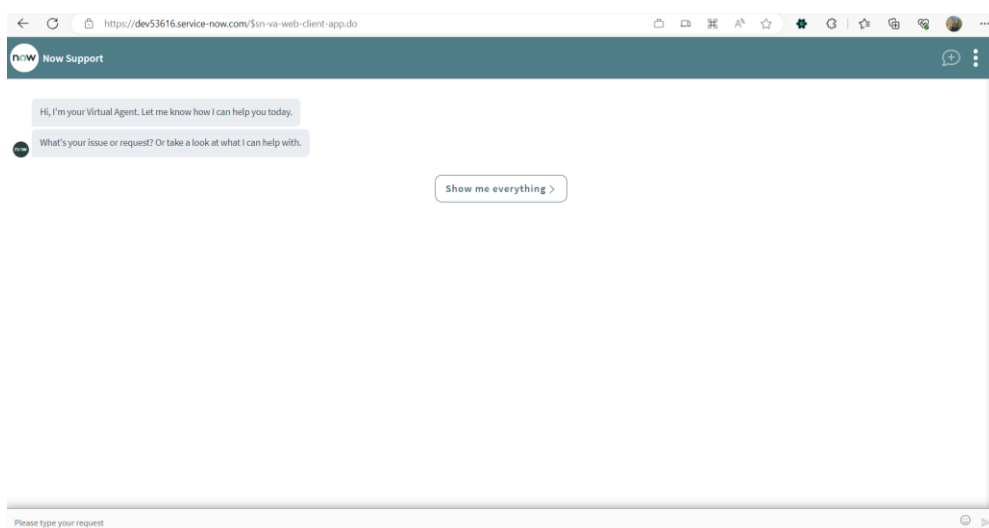 https://dev53616.service-now.com/$sn-va-web-client-app.do
now Now Support
Hi, I'm your Virtual Agent. Let me know how I can help you today.
What's your issue or request? Or take a look at what I can help with.
now
Show me everything >
Please type your request